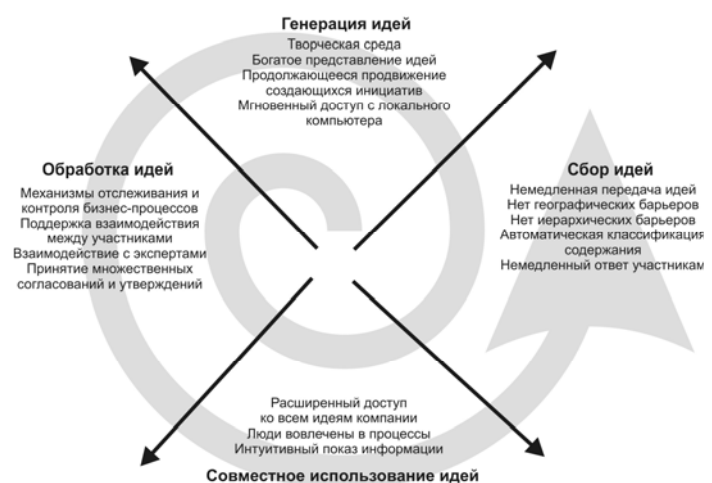 Генерация идей
Творческая среда
Богатое представление идей
Продолжающееся продвижение
создающихся инициатив
Мгновенный доступ с локального
компьютера
Обработка идей
Механизмы отслеживания и
контроля бизнес-процессов
Поддержка взаимодействия
между участниками
Взаимодействие с экспертами
Принятие множественных
согласований и утверждений
Сбор идей
Немедленная передача идей
Нет географических барьеров
Нет иерархических барьеров
Автоматическая классификация
содержания
Немедленный ответ участникам
Расширенный доступ
ко всем идеям компании
Люди вовлечены в процессы
Интуитивный показ информации
Совместное использование идей